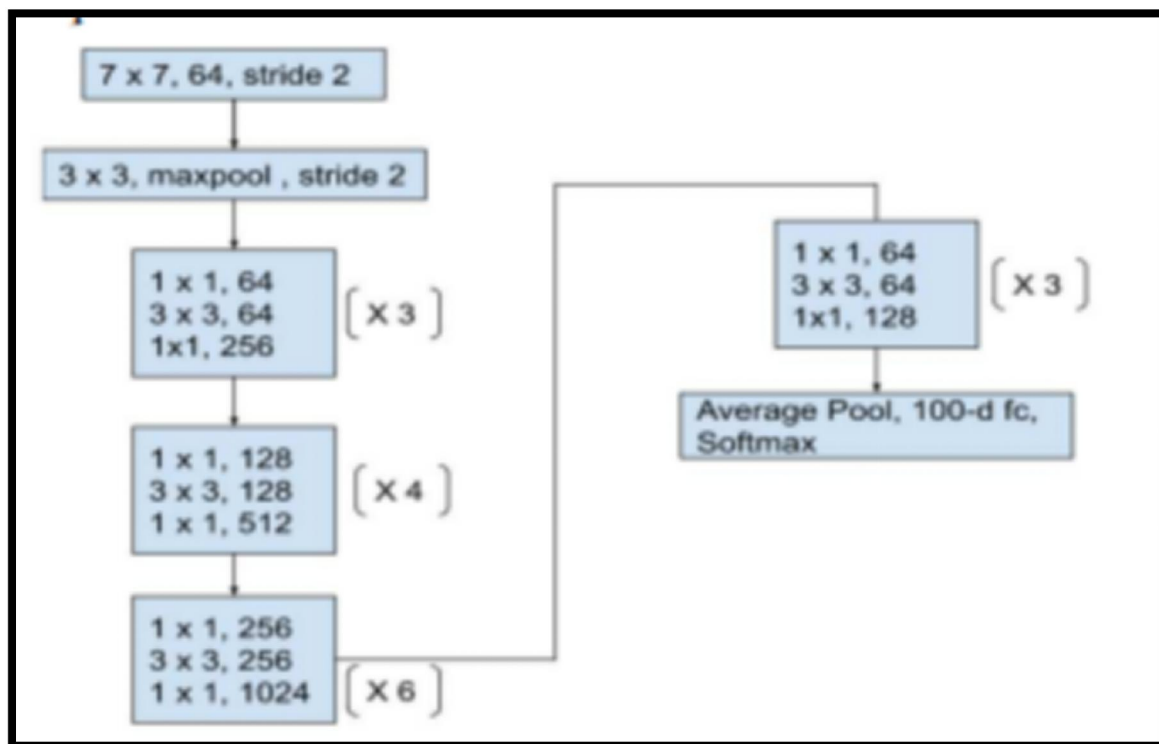 7 x 7, 64, stride 2
3 x 3, maxpool , stride 2
1 x 1, 64
3 x 3, 64
1x1, 256
( X 3 )
1 x 1, 128
3 x 3, 128
1 x 1, 512
( X 4 )
1 x 1, 256
3 x 3, 256
1 x 1, 1024
( X 6 )
1 x 1, 64
3 x 3, 64
1x1, 128
( X 3 )
Average Pool, 100-d fc,
Softmax